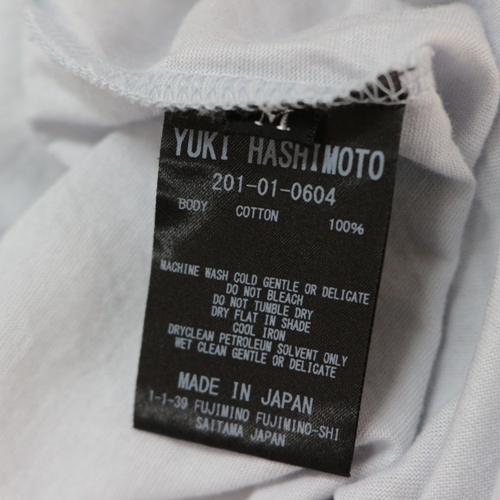 M
YUKI HASHIMOTO
201-01-0604
BODY COTTON 100%
MACHINE WASH COLD GENTLE OR DELICATE
DO NOT BLEACH
DO NOT TUMBLE DRY
DRY FLAT IN SHADE
COOL IRON
DRYCLEAN PETROLEUM SOLVENT ONLY
WET CLEAN GENTLE OR DELICATE
MADE IN JAPAN
1-1-39 FUJIMINO FUJIMINO-SHI
SAITAMA JAPAN